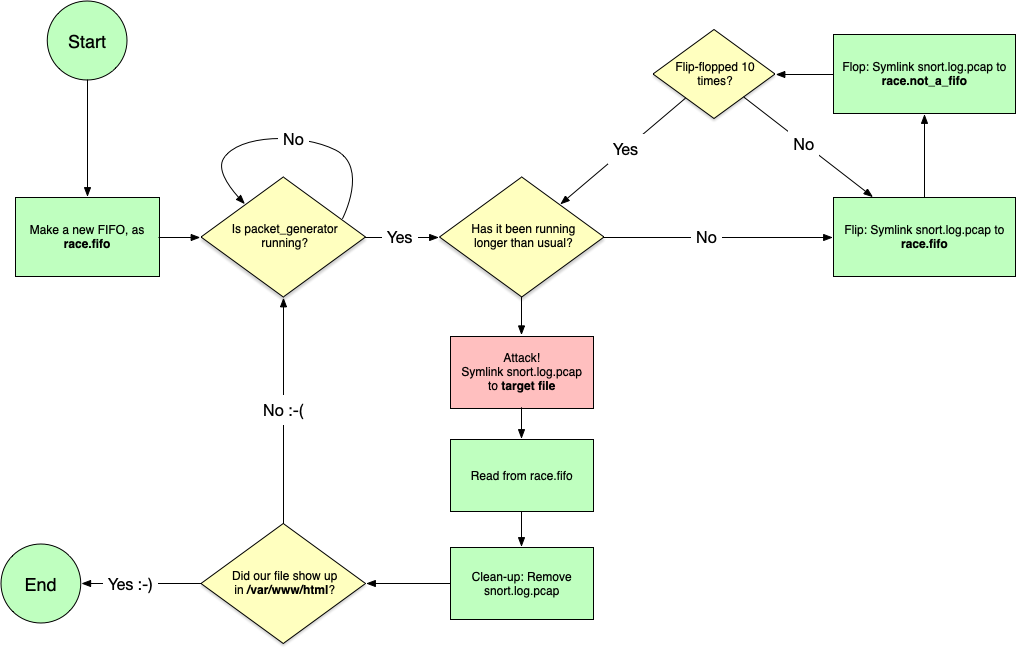 Start
Make a new FIFO, as
race.fifo
No
Is packet_generator
running?
Yes
Has it been running
longer than usual?
No
Flip: Symlink snort.log.pcap to
race.fifo
Flop: Symlink snort.log.pcap to
race.not_a_fifo
Flip-flopped 10
times?
Yes
No
Attack!
Symlink snort.log.pcap
to target file
Read from race.fifo
Clean-up: Remove
snort.log.pcap
Did our file show up
in /var/www/html?
No :-(
Yes :-)
End